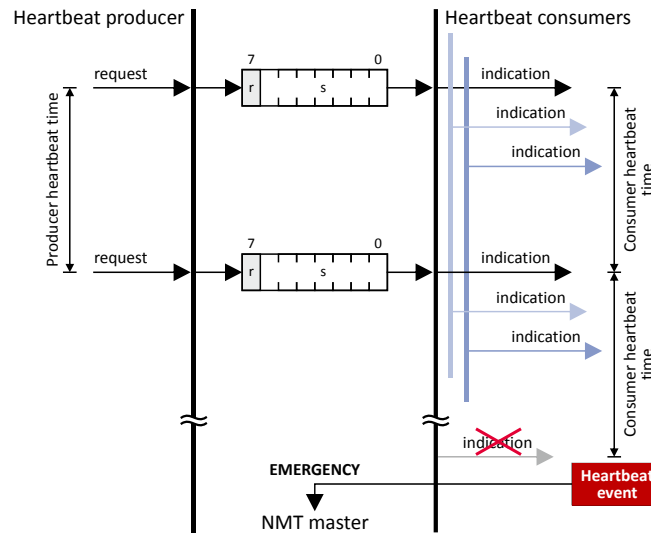 Heartbeat producer
Heartbeat consumers
7 0
request
r s
indication
indication
indication
Producer heartbeat time
Consumer heartbeat
time
7 0
request
r s
indication
indication
indication
Consumer heartbeat
time
indication
EMERGENCY
Heartbeat
event
NMT master